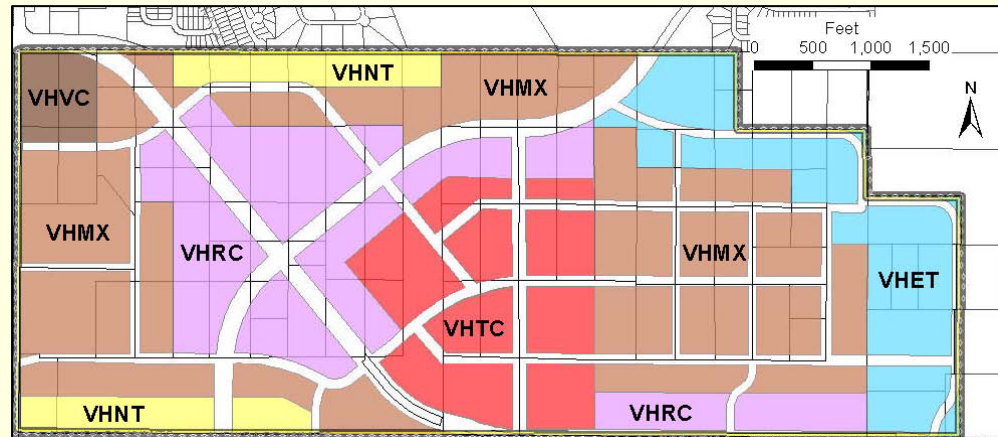 Feet
0 500 1,000 1,500
N
VHNT
VHMX
VHVC
VHMX
VHRC
VHMX
VHET
VHTC
VHNT
VHRC